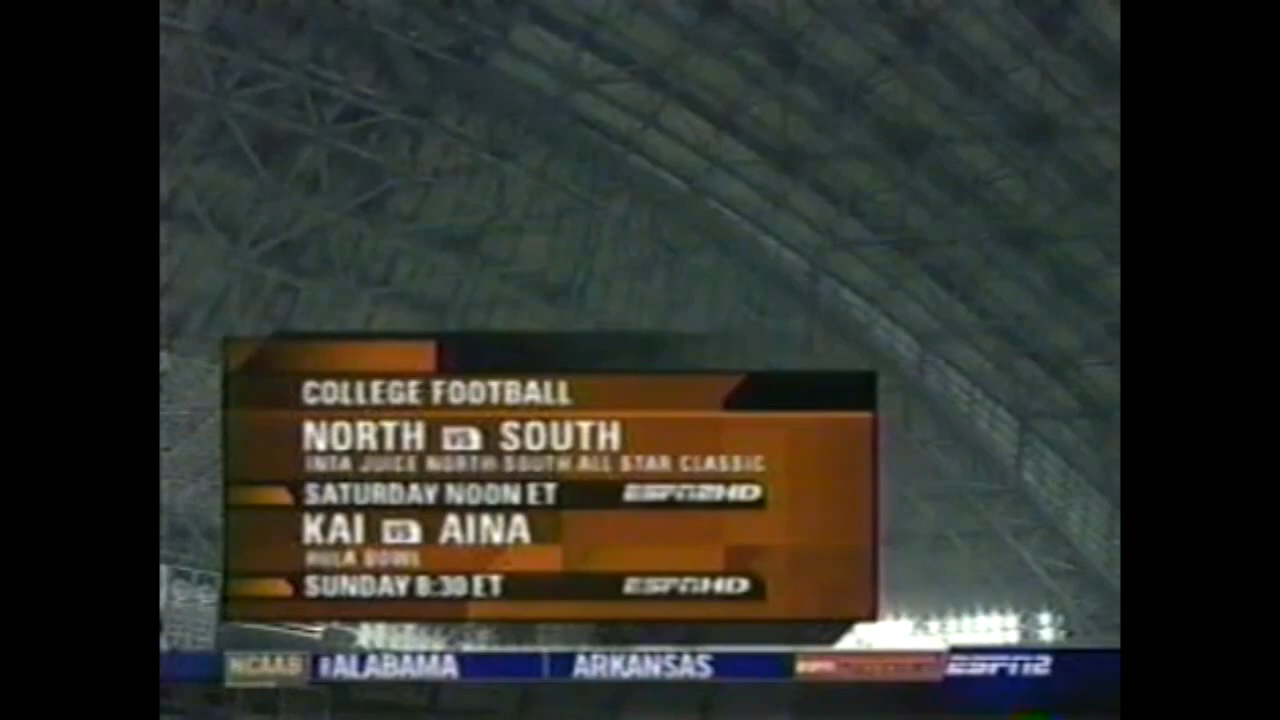 COLLEGE FOOTBALL
NORTH VS SOUTH
INTA JUICE NORTH-SOUTH ALL STAR CLASSIC
SATURDAY NOON ET ESPN2HD
KAI VS AINA
HULA BOWL
SUNDAY 8:30 ET ESPNHD
NCAAB ALABAMA ARKANSAS ESPN2